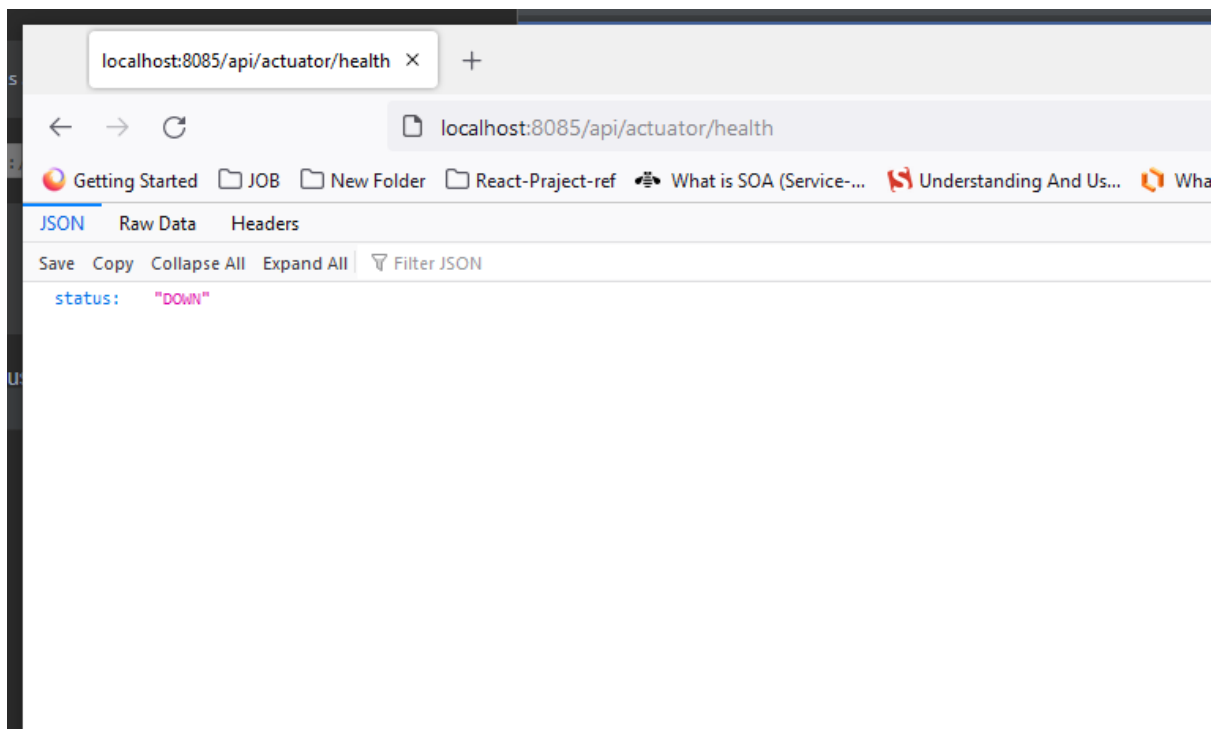 localhost:8085/api/actuator/health
localhost:8085/api/actuator/health
Getting Started JOB New Folder React-Praject-ref What is SOA (Service-... Understanding And Us... Wha
JSON Raw Data Headers
Save Copy Collapse All Expand All Filter JSON
status: "DOWN"